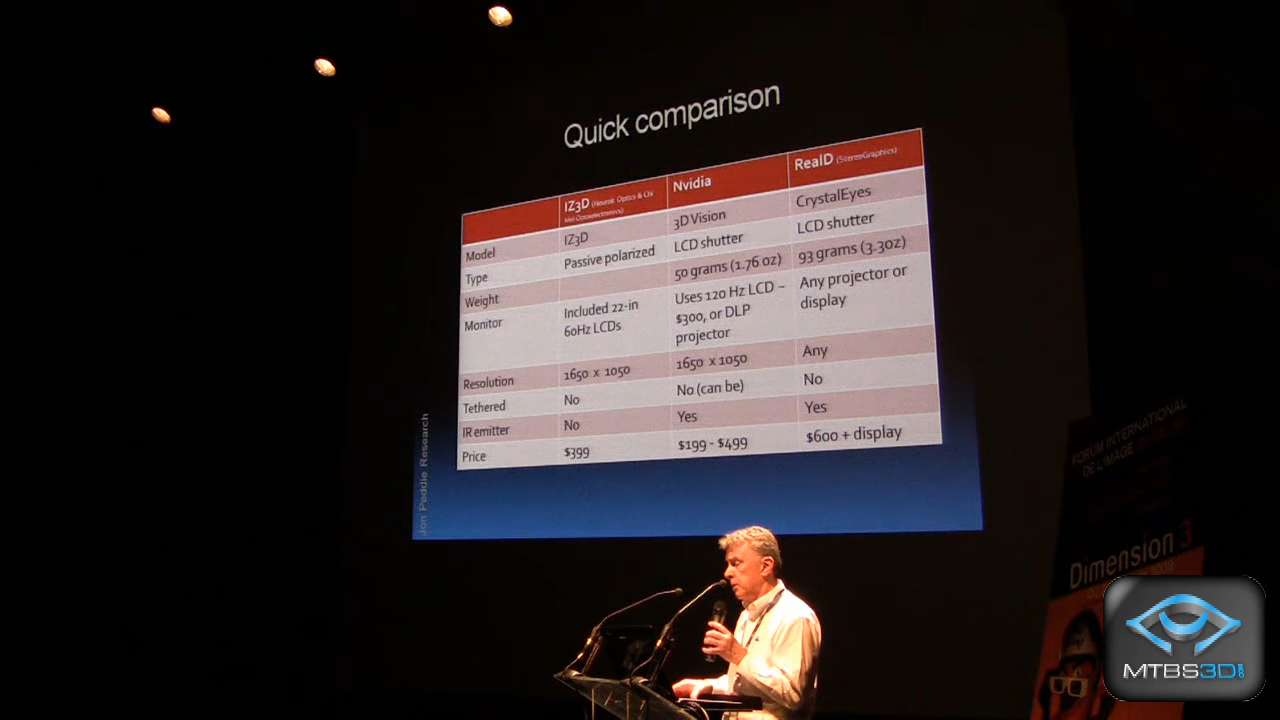 Quick comparison
IZ3D (Neurok Optics & Chi
Mei Optoelectronics)
Nvidia
RealD (StereoGraphics)
Model
IZ3D
3D Vision
CrystalEyes
Type
Passive polarized
LCD shutter
LCD shutter
Weight
50 grams (1.76 oz)
93 grams (3.3oz)
Monitor
Included 22-in
60Hz LCDs
Uses 120 Hz LCD –
$300, or DLP
projector
Any projector or
display
Resolution
1650 x 1050
1650 x 1050
Any
Tethered
No
No (can be)
No
IR emitter
No
Yes
Yes
Price
$399
$199 - $499
$600 + display
Jon Peddie Research
FORUM INTERNATIONAL
DE L'IMAGE
Dimension 3
MTBS3D